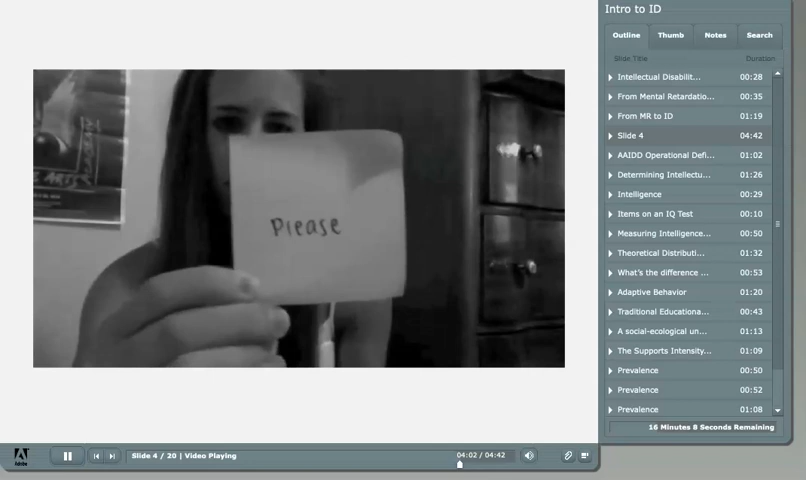 Intro to ID
Outline Thumb Notes Search
Slide Title Duration
Intellectual Disabilit... 00:28
From Mental Retardatio... 00:35
From MR to ID 01:19
Slide 4 04:42
AAIDD Operational Defi... 01:02
Determining Intellectu... 01:26
Intelligence 00:29
Items on an IQ Test 00:10
Measuring Intelligence... 00:50
Theoretical Distributi... 01:32
What's the difference ... 00:53
Adaptive Behavior 01:20
Traditional Educationa... 00:43
A social-ecological un... 01:13
The Supports Intensity... 01:09
Prevalence 00:50
Prevalence 00:52
Prevalence 01:08
16 Minutes 8 Seconds Remaining
Please
Adobe
Slide 4 / 20 | Video Playing 04:02 / 04:42